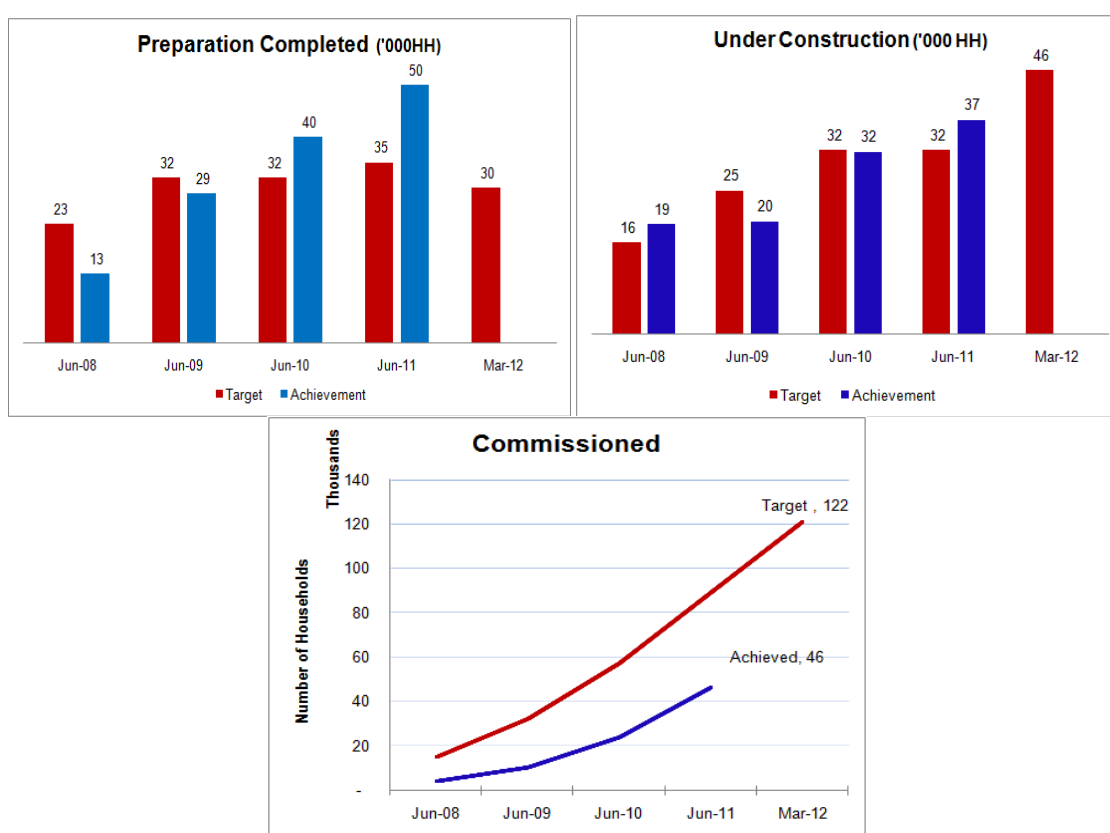 Preparation Completed ('000HH)
50
40
35
32
29
32
30
23
13
Jun-08 Jun-09 Jun-10 Jun-11 Mar-12
Target Achievement
Under Construction ('000 HH)
46
37
32 32
32
25
20
19
16
Jun-08 Jun-09 Jun-10 Jun-11 Mar-12
Target Achievement
Commissioned
Thousands
Number of Households
140
120
100
80
60
40
20
-
Target , 122
Achieved, 46
Jun-08 Jun-09 Jun-10 Jun-11 Mar-12